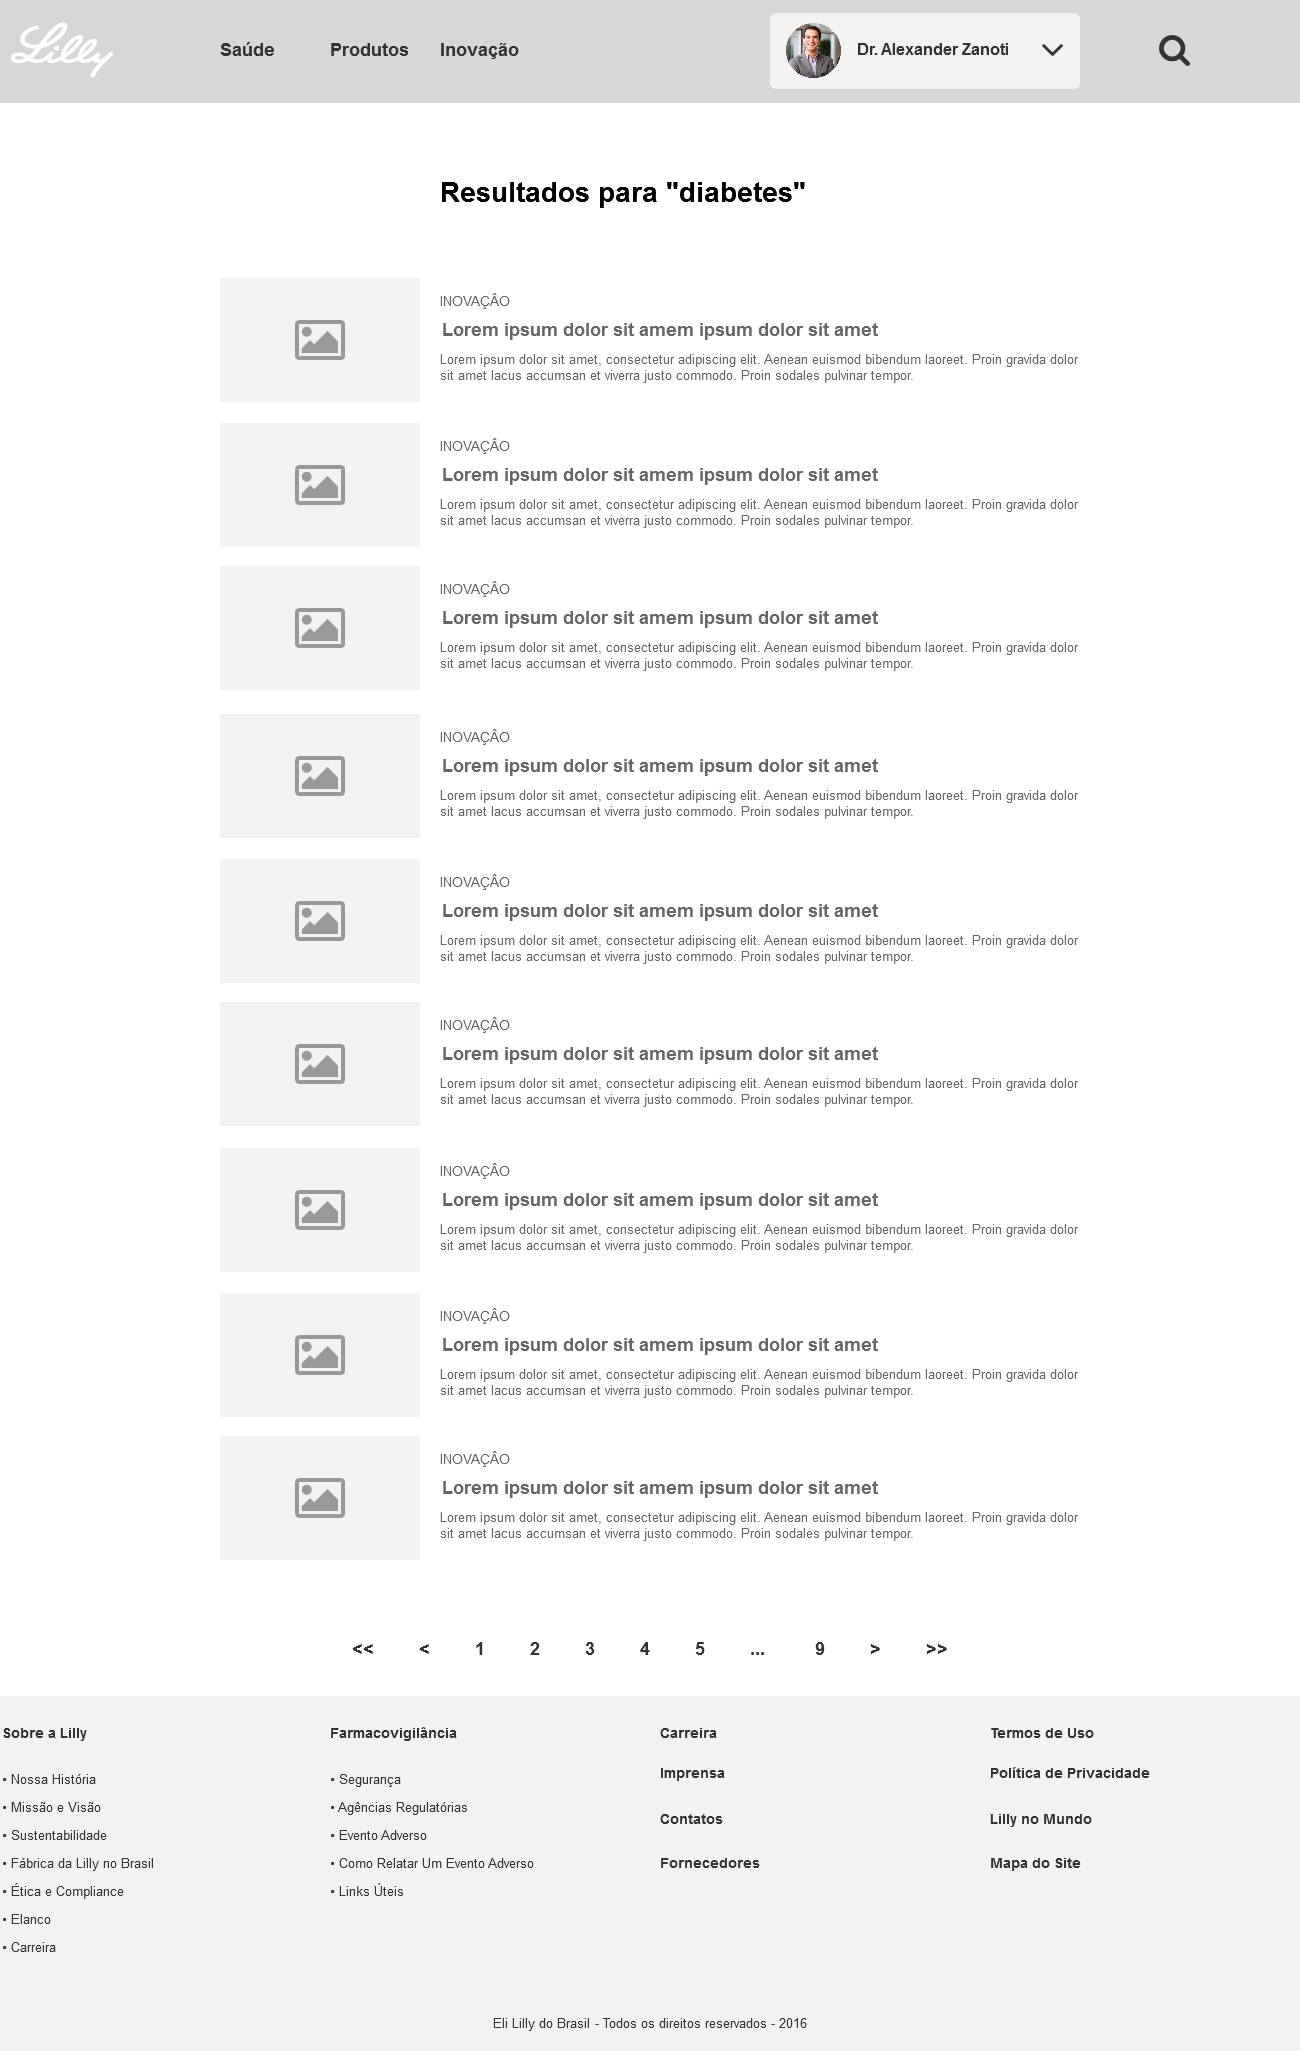 Lilly
Saúde Produtos Inovação Dr. Alexander Zanoti
Resultados para "diabetes"
INOVAÇÂO
Lorem ipsum dolor sit amem ipsum dolor sit amet
Lorem ipsum dolor sit amet, consectetur adipiscing elit. Aenean euismod bibendum laoreet. Proin gravida dolor
sit amet lacus accumsan et viverra justo commodo. Proin sodales pulvinar tempor.
INOVAÇÂO
Lorem ipsum dolor sit amem ipsum dolor sit amet
Lorem ipsum dolor sit amet, consectetur adipiscing elit. Aenean euismod bibendum laoreet. Proin gravida dolor
sit amet lacus accumsan et viverra justo commodo. Proin sodales pulvinar tempor.
INOVAÇÂO
Lorem ipsum dolor sit amem ipsum dolor sit amet
Lorem ipsum dolor sit amet, consectetur adipiscing elit. Aenean euismod bibendum laoreet. Proin gravida dolor
sit amet lacus accumsan et viverra justo commodo. Proin sodales pulvinar tempor.
INOVAÇÂO
Lorem ipsum dolor sit amem ipsum dolor sit amet
Lorem ipsum dolor sit amet, consectetur adipiscing elit. Aenean euismod bibendum laoreet. Proin gravida dolor
sit amet lacus accumsan et viverra justo commodo. Proin sodales pulvinar tempor.
INOVAÇÂO
Lorem ipsum dolor sit amem ipsum dolor sit amet
Lorem ipsum dolor sit amet, consectetur adipiscing elit. Aenean euismod bibendum laoreet. Proin gravida dolor
sit amet lacus accumsan et viverra justo commodo. Proin sodales pulvinar tempor.
INOVAÇÂO
Lorem ipsum dolor sit amem ipsum dolor sit amet
Lorem ipsum dolor sit amet, consectetur adipiscing elit. Aenean euismod bibendum laoreet. Proin gravida dolor
sit amet lacus accumsan et viverra justo commodo. Proin sodales pulvinar tempor.
INOVAÇÂO
Lorem ipsum dolor sit amem ipsum dolor sit amet
Lorem ipsum dolor sit amet, consectetur adipiscing elit. Aenean euismod bibendum laoreet. Proin gravida dolor
sit amet lacus accumsan et viverra justo commodo. Proin sodales pulvinar tempor.
INOVAÇÂO
Lorem ipsum dolor sit amem ipsum dolor sit amet
Lorem ipsum dolor sit amet, consectetur adipiscing elit. Aenean euismod bibendum laoreet. Proin gravida dolor
sit amet lacus accumsan et viverra justo commodo. Proin sodales pulvinar tempor.
INOVAÇÂO
Lorem ipsum dolor sit amem ipsum dolor sit amet
Lorem ipsum dolor sit amet, consectetur adipiscing elit. Aenean euismod bibendum laoreet. Proin gravida dolor
sit amet lacus accumsan et viverra justo commodo. Proin sodales pulvinar tempor.
<< < 1 2 3 4 5 ... 9 > >>
Sobre a Lilly
• Nossa História
• Missão e Visão
• Sustentabilidade
• Fábrica da Lilly no Brasil
• Ética e Compliance
• Elanco
• Carreira
Farmacovigilância
• Segurança
• Agências Regulatórias
• Evento Adverso
• Como Relatar Um Evento Adverso
• Links Úteis
Carreira
Imprensa
Contatos
Fornecedores
Termos de Uso
Política de Privacidade
Lilly no Mundo
Mapa do Site
Eli Lilly do Brasil - Todos os direitos reservados - 2016